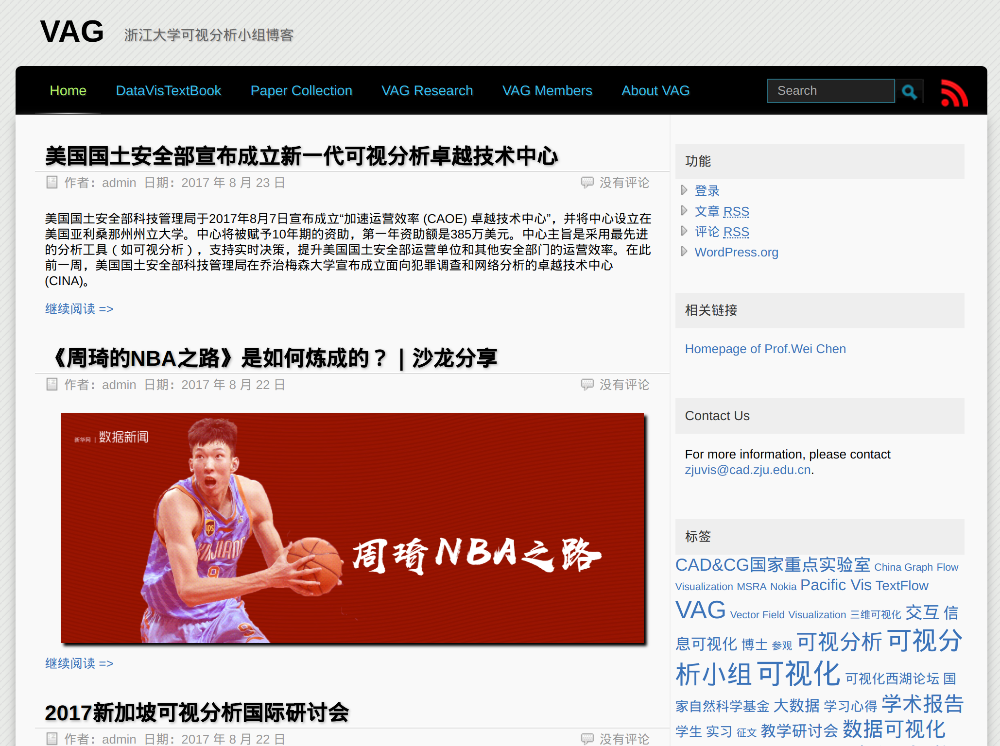 VAG 浙江大学可视分析小组博客
Home DataVisTextBook Paper Collection VAG Research VAG Members About VAG Search
美国国土安全部宣布成立新一代可视分析卓越技术中心
作者：admin 日期：2017 年 8 月 23 日 没有评论
美国国土安全部科技管理局于2017年8月7日宣布成立“加速运营效率 (CAOE) 卓越技术中心”，并将中心设立在
美国亚利桑那州州立大学。中心将被赋予10年期的资助，第一年资助额是385万美元。中心主旨是采用最先进
的分析工具（如可视分析），支持实时决策，提升美国国土安全部运营单位和其他安全部门的运营效率。在此
前一周，美国国土安全部科技管理局在乔治梅森大学宣布成立面向犯罪调查和网络分析的卓越技术中心
(CINA)。
继续阅读 =>
《周琦的NBA之路》是如何炼成的？ | 沙龙分享
作者：admin 日期：2017 年 8 月 22 日 没有评论
新华网 | 数据新闻
ups
XINJIANG
9
周琦NBA之路
9
继续阅读 =>
2017新加坡可视分析国际研讨会
作者：admin 日期：2017 年 8 月 22 日 没有评论
功能
登录
文章 RSS
评论 RSS
WordPress.org
相关链接
Homepage of Prof.Wei Chen
Contact Us
For more information, please contact
zjuvis@cad.zju.edu.cn.
标签
CAD&CG国家重点实验室 China Graph Flow
Visualization MSRA Nokia Pacific Vis TextFlow
VAG Vector Field Visualization 三维可视化 交互 信
息可视化 博士 参观 可视分析 可视分
析小组 可视化 可视化西湖论坛 国
家自然科学基金 大数据 学习心得 学术报告
学生 实习 征文 教学研讨会 数据可视化